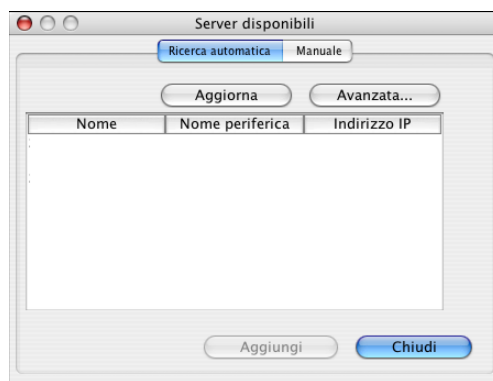 Server disponibili
Ricerca automatica Manuale
Aggiorna Avanzata...
Nome Nome periferica Indirizzo IP
Aggiungi Chiudi